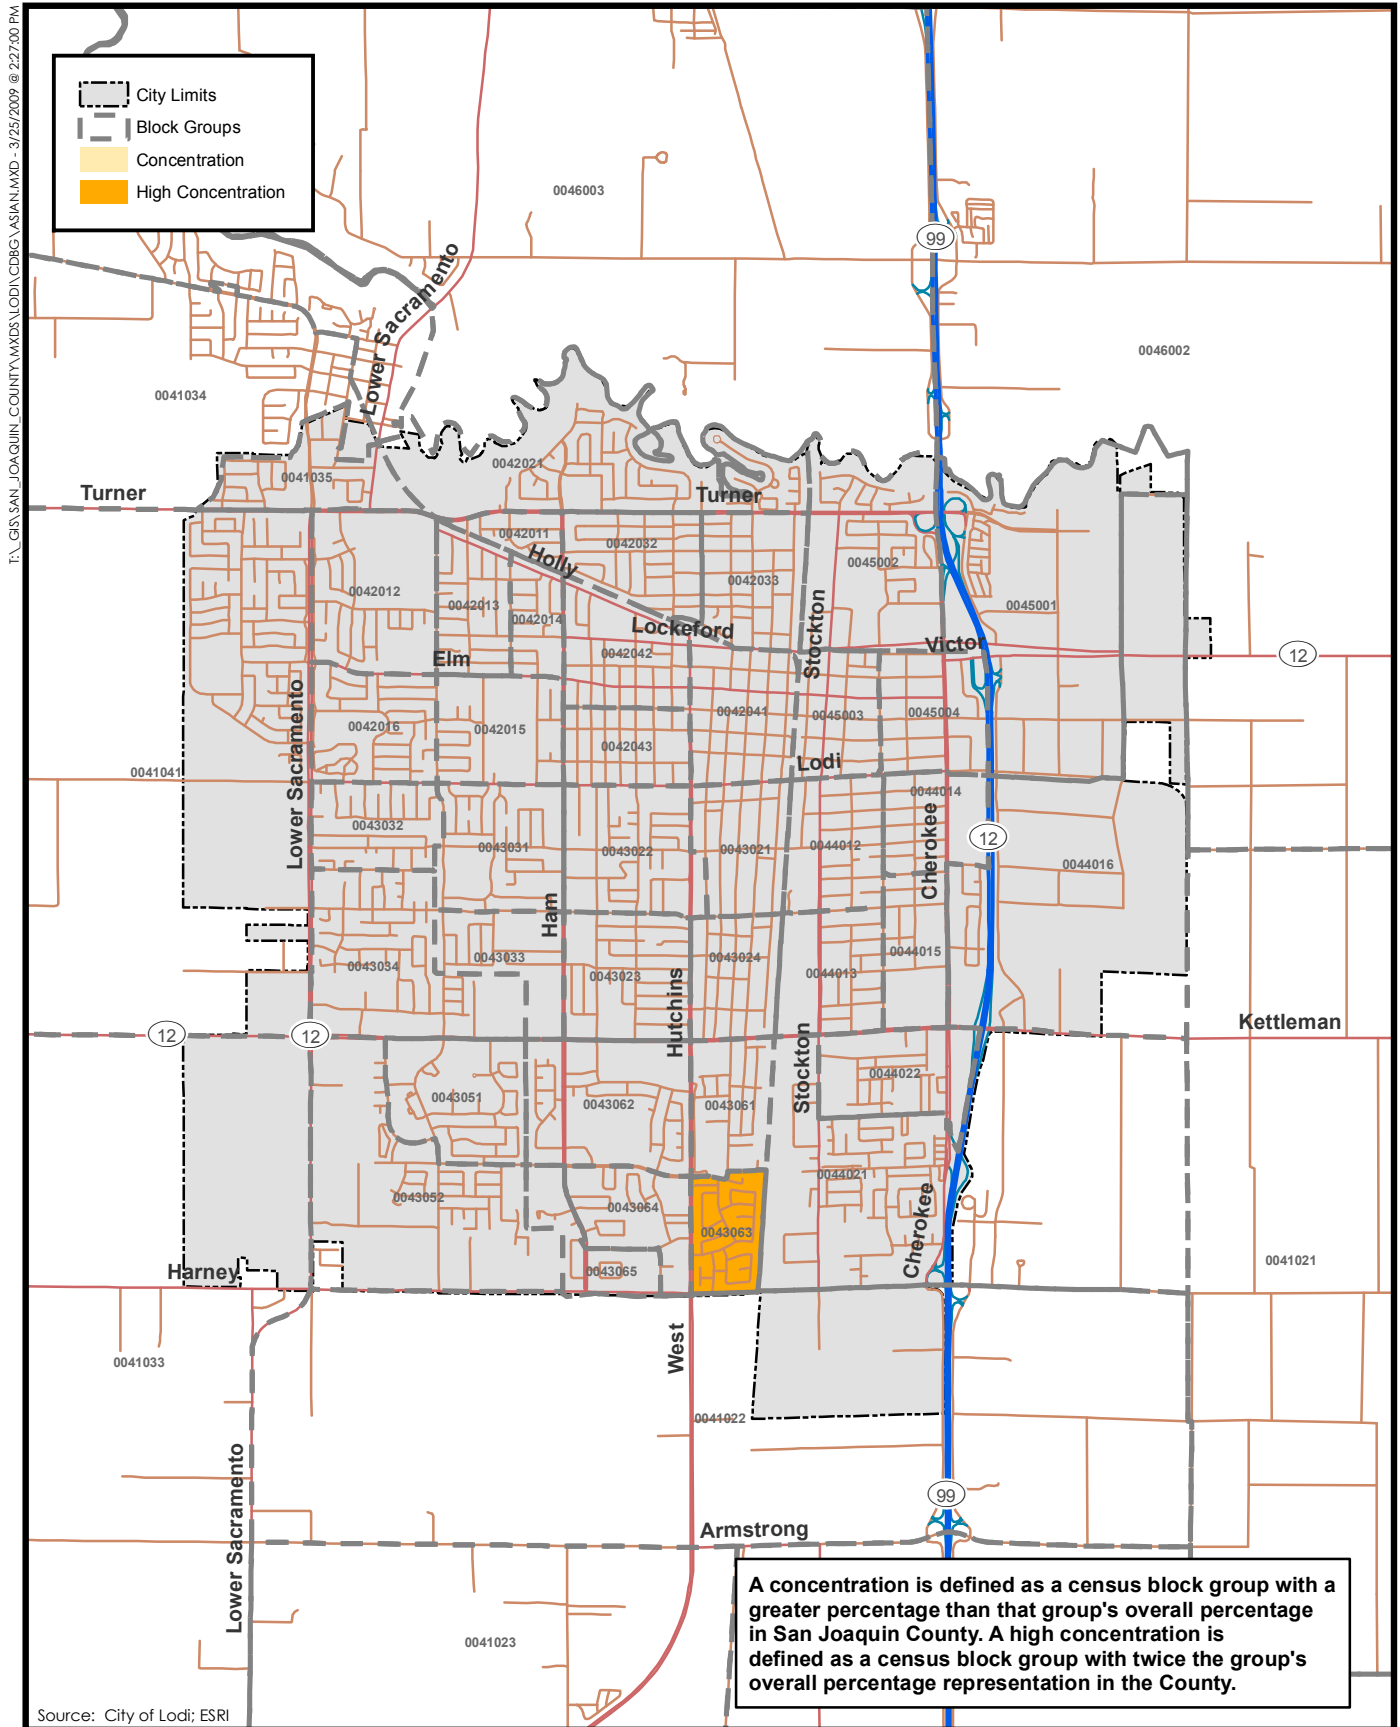 T:\_GIS\SAN_JOAQUIN_COUNTY\MXDS\LODI\CDBG\ASIAN.MXD - 3/25/2009 @ 2:27:00 PM
City Limits
Block Groups
Concentration
High Concentration
0046003
99
Lower Sacramento
0046002
0041034
0042021
0041035
Turner
Turner
0042011
Holly
0042032
0042033
0045002
0042012
0042013
0042014
0045001
Lockeford
Stockton
Victor
12
Elm
0042042
Lower Sacramento
0042016
0042015
0042041
0045003
0045004
0042043
0041041
Lodi
0044014
0043032
0043031
0043022
0043021
0044012
Cherokee
12
0044016
Ham
0043034
0043033
0043023
Hutchins
0043024
0044013
0044015
12
12
Kettleman
Stockton
0043051
0043062
0043061
0044022
0043052
0043064
0043063
0044021
Cherokee
Harney
0043065
0041021
0041033
West
0041022
Lower Sacramento
99
Armstrong
0041023
A concentration is defined as a census block group with a
greater percentage than that group's overall percentage
in San Joaquin County. A high concentration is
defined as a census block group with twice the group's
overall percentage representation in the County.
Source: City of Lodi; ESRI